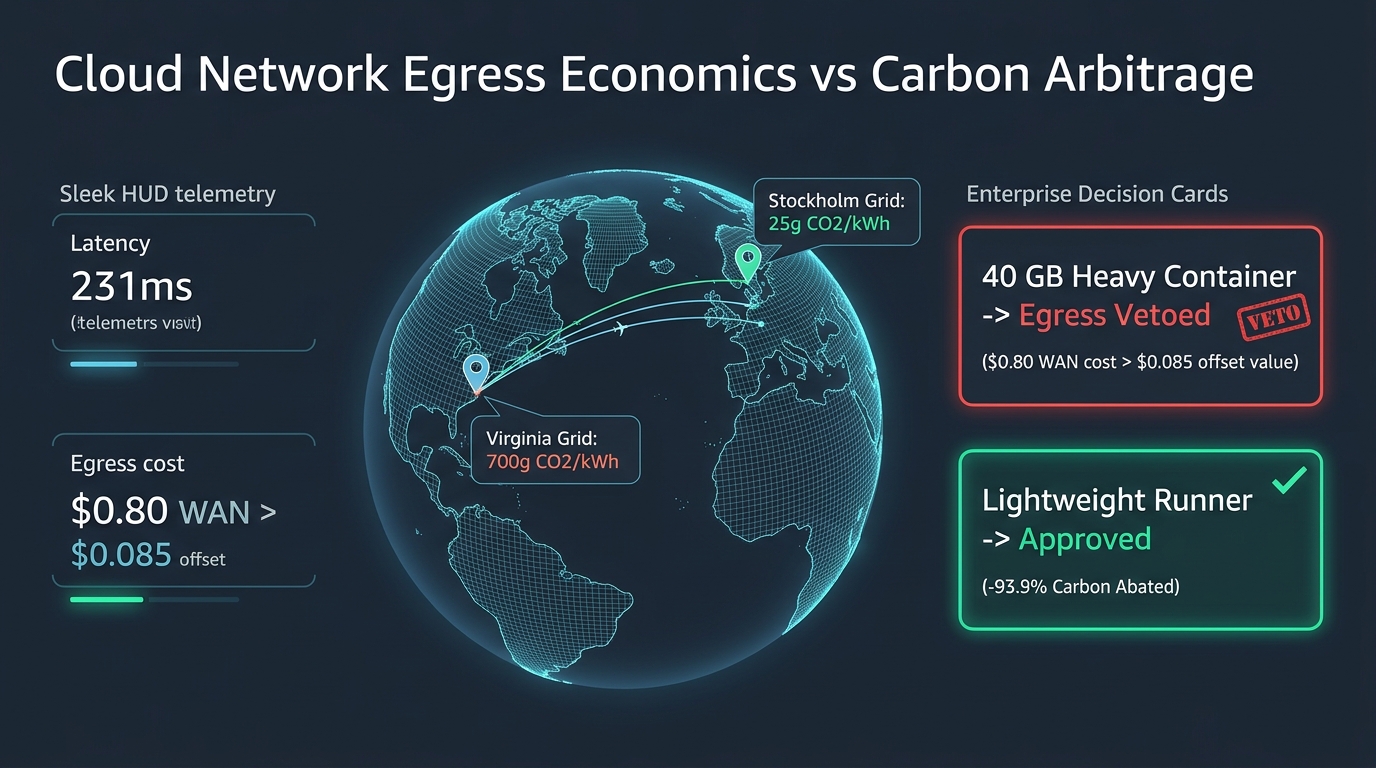 Cloud Network Egress Economics vs Carbon Arbitrage
Sleek HUD telemetry
Latency
231ms
Egress cost
$0.80 WAN >
$0.085 offset
Stockholm Grid:
25g CO2/kWh
Virginia Grid:
700g CO2/kWh
Enterprise Decision Cards
40 GB Heavy Container
-> Egress Vetoed
VETO
($0.80 WAN cost > $0.085 offset value)
Lightweight Runner
-> Approved
(-93.9% Carbon Abated)